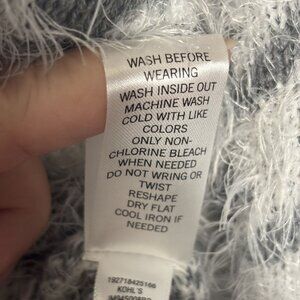 WASH BEFORE
WEARING
WASH INSIDE OUT
MACHINE WASH
COLD WITH LIKE
COLORS
ONLY NON-
CHLORINE BLEACH
WHEN NEEDED
DO NOT WRING OR
TWIST
RESHAPE
DRY FLAT
COOL IRON IF
NEEDED
192718425166
KOHL'S